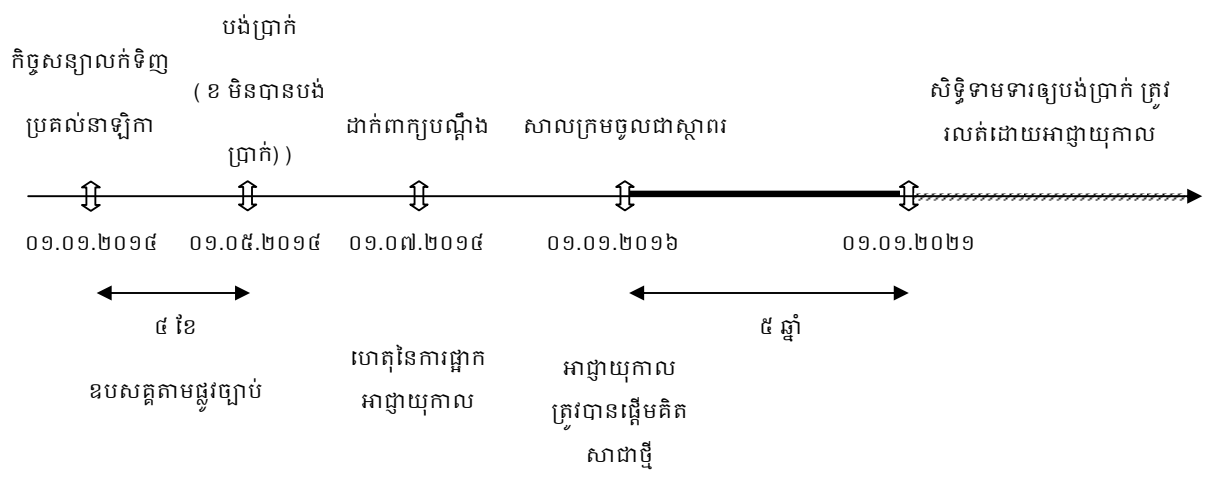 កិច្ចសន្យាលក់ទិញ
ប្រគល់នាឡិកា
បង់ប្រាក់
( ខ មិនបានបង់
ប្រាក់) )
ដាក់ពាក្យបណ្តឹង
សាលក្រមចូលជាស្ថាពរ
សិទ្ធិទាមទារឲ្យបង់ប្រាក់ ត្រូវ
រលត់ដោយអាជ្ញាយុកាល
០១.០១.២០១៤
០១.០៥.២០១៤
០១.០៧.២០១៤
០១.០១.២០១៦
០១.០១.២០២១
៤ ខែ
៥ ឆ្នាំ
ឧបសគ្គតាមផ្លូវច្បាប់
ហេតុនៃការផ្អាក
អាជ្ញាយុកាល
អាជ្ញាយុកាល
ត្រូវបានផ្តើមគិត
សាជាថ្មី